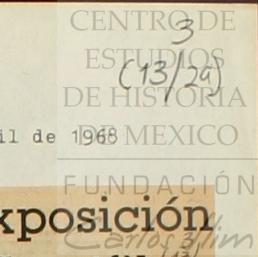 CENTRO DE
3
ESTUDIOS
(13/29)
DE HISTORIA
il de 1968 DE MEXICO
FUNDACIÓN
xposición
Carlos Slim